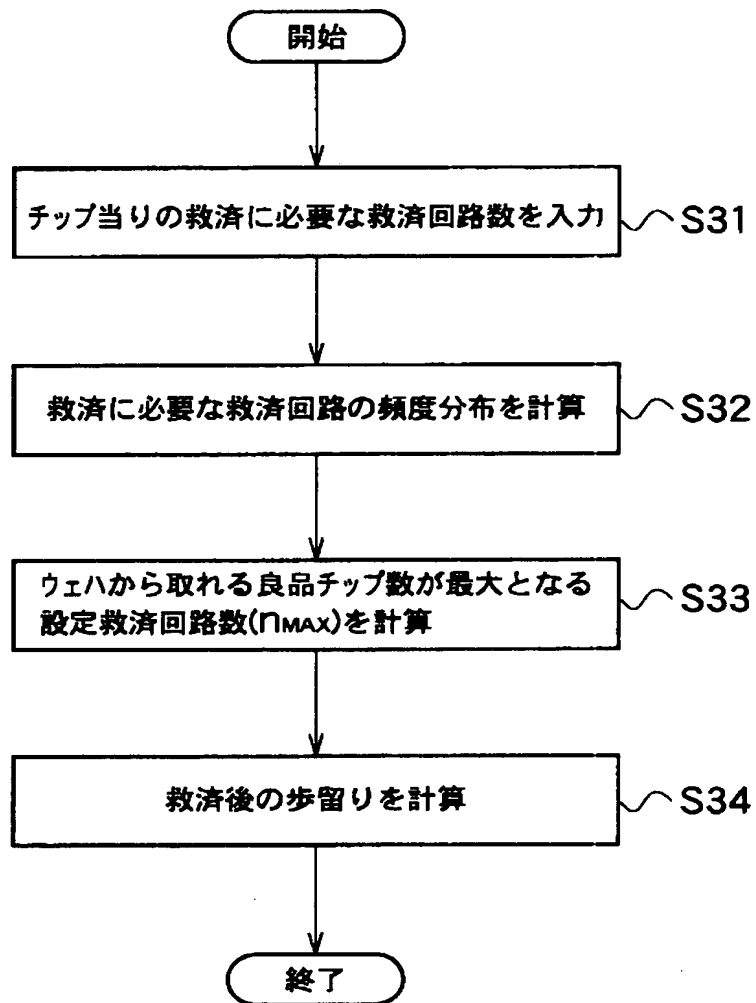 開始
チップ当りの救済に必要な救済回路数を入力 S31
救済に必要な救済回路の頻度分布を計算 S32
ウェハから取れる良品チップ数が最大となる
設定救済回路数(nMAX)を計算 S33
救済後の歩留りを計算 S34
終了